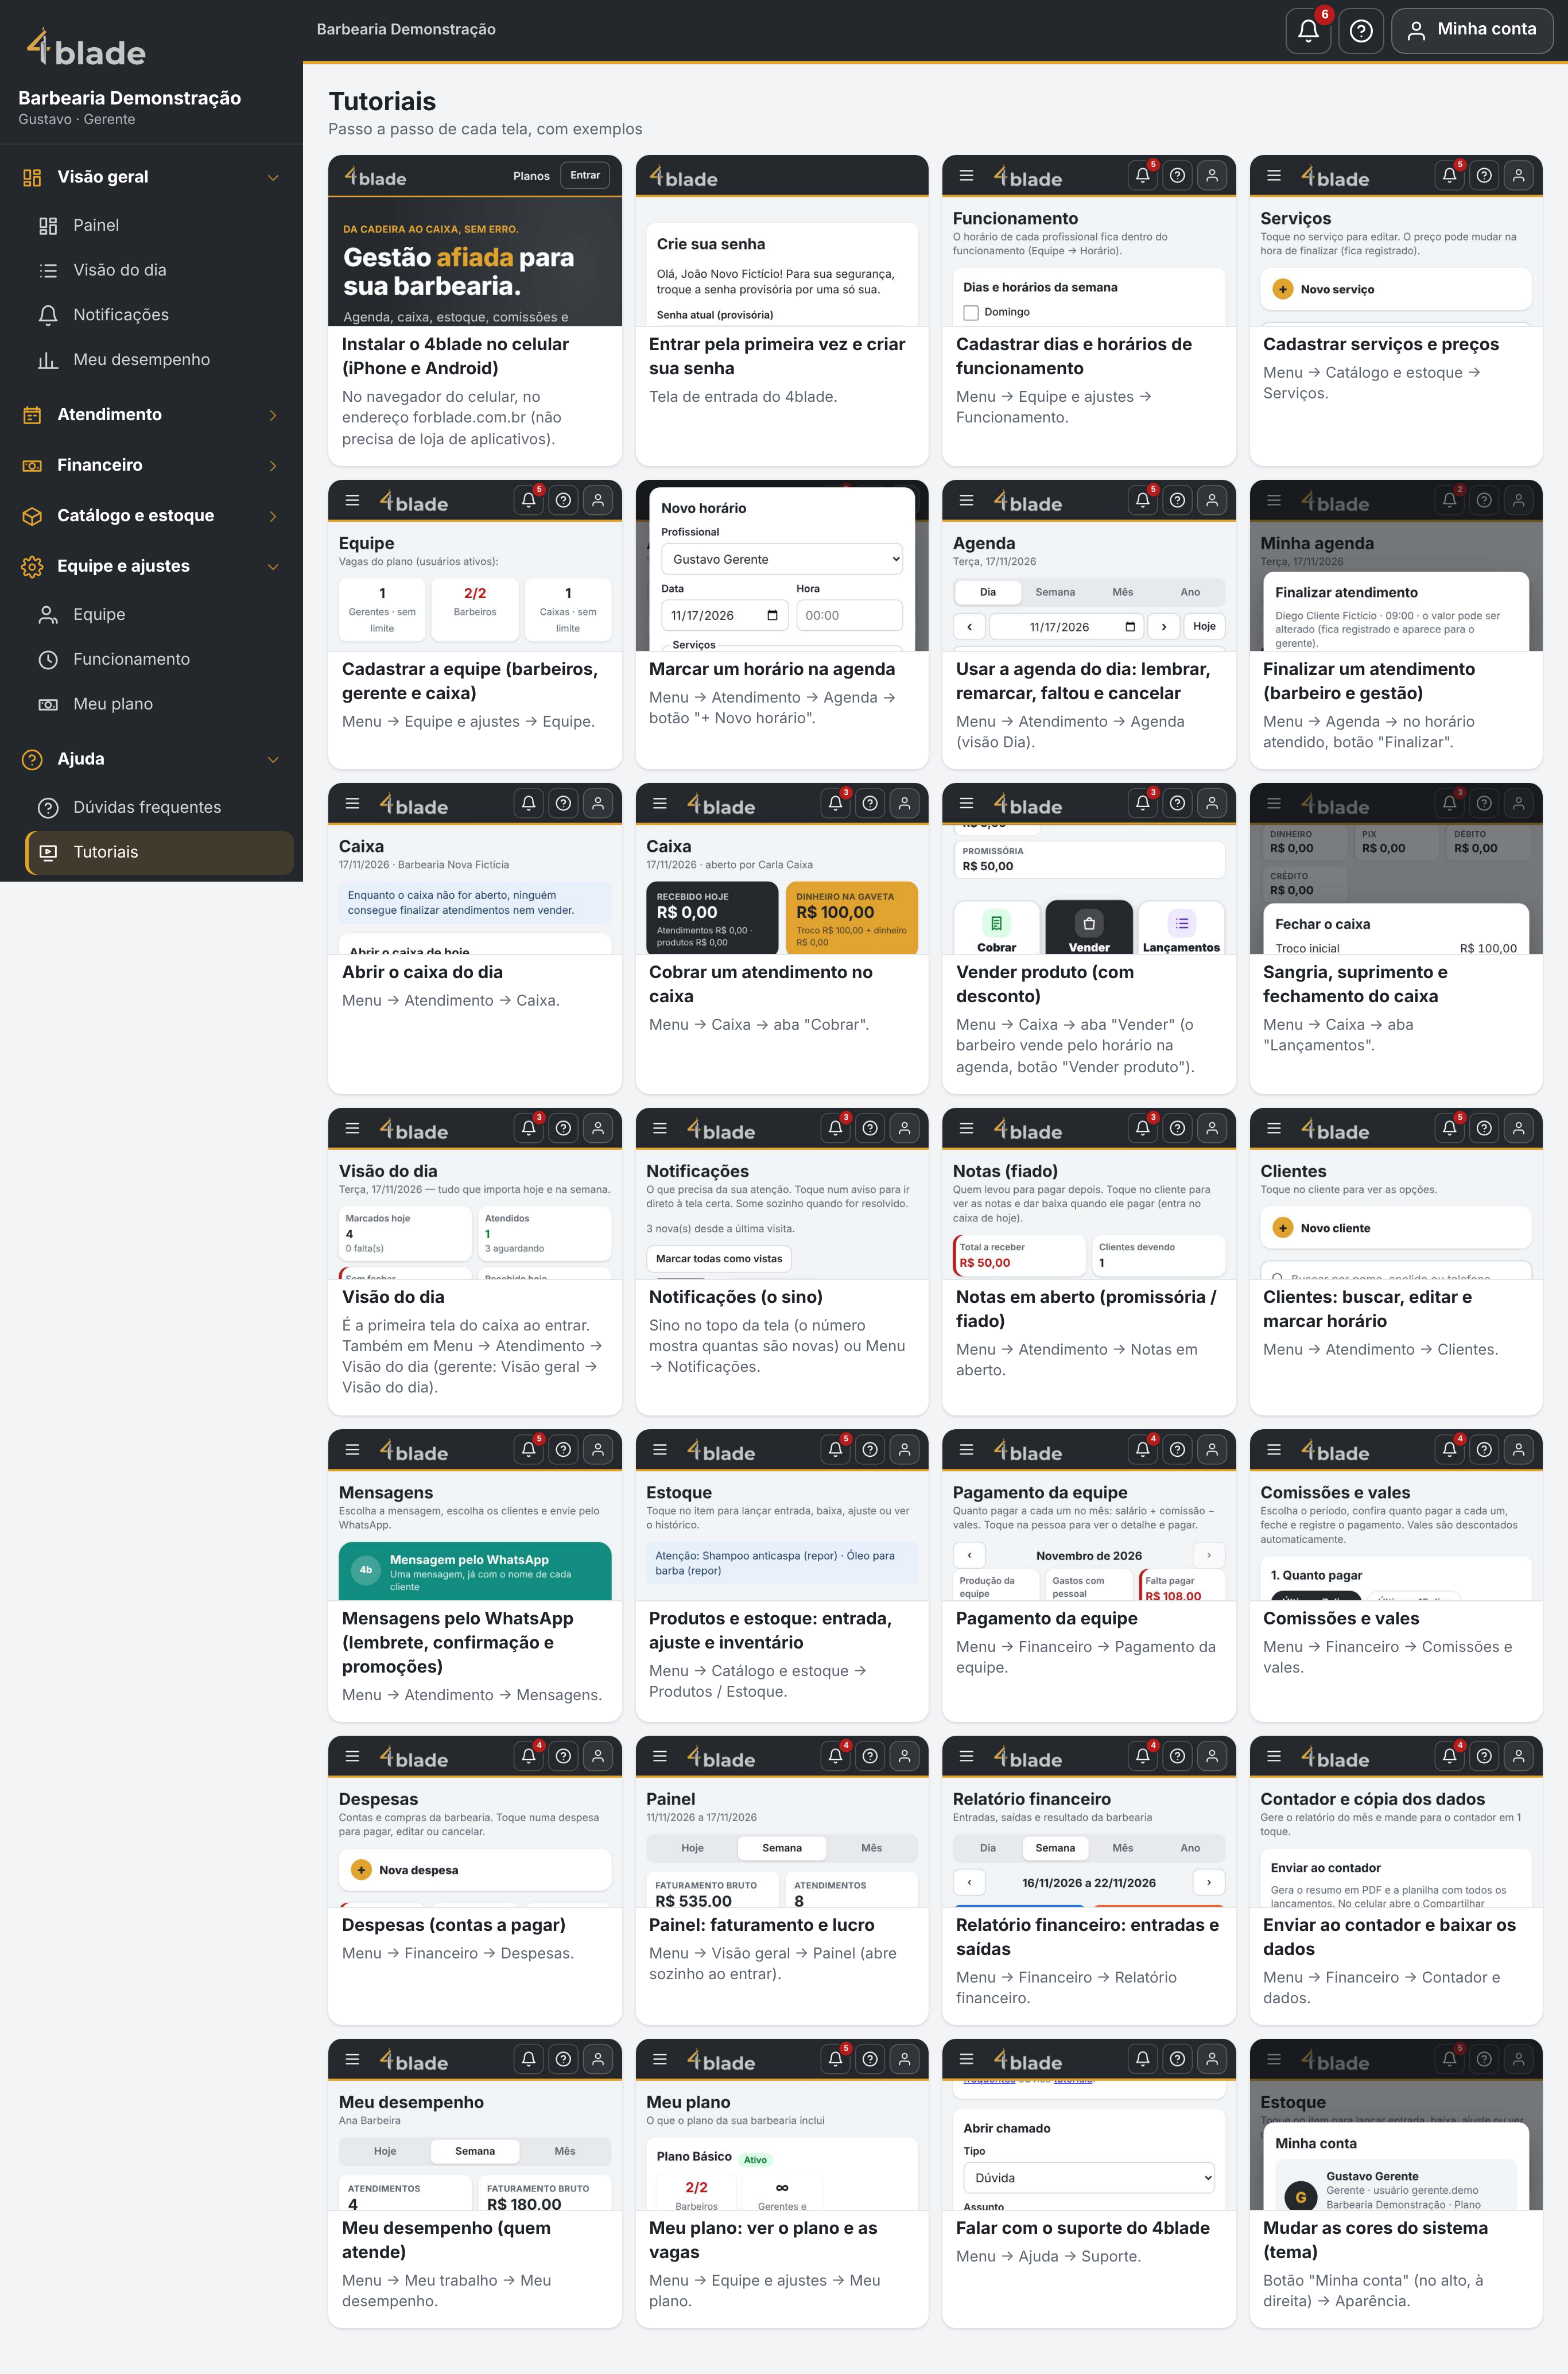 4blade
Barbearia Demonstração
Gustavo · Gerente
Visão geral
Painel
Visão do dia
Notificações
Meu desempenho
Atendimento
Financeiro
Catálogo e estoque
Equipe e ajustes
Equipe
Funcionamento
Meu plano
Ajuda
Dúvidas frequentes
Tutoriais
Barbearia Demonstração
6
Minha conta
Tutoriais
Passo a passo de cada tela, com exemplos
4blade
Planos
Entrar
DA CADEIRA AO CAIXA, SEM ERRO.
Gestão afiada para
sua barbearia.
Agenda, caixa, estoque, comissões e
Instalar o 4blade no celular
(iPhone e Android)
No navegador do celular, no
endereço forblade.com.br (não
precisa de loja de aplicativos).
4blade
Crie sua senha
Olá, João Novo Fictício! Para sua segurança,
troque a senha provisória por uma só sua.
Senha atual (provisória)
Entrar pela primeira vez e criar
sua senha
Tela de entrada do 4blade.
4blade
5
Funcionamento
O horário de cada profissional fica dentro do
funcionamento (Equipe → Horário).
Dias e horários da semana
Domingo
Cadastrar dias e horários de
funcionamento
Menu → Equipe e ajustes →
Funcionamento.
4blade
5
Serviços
Toque no serviço para editar. O preço pode mudar na
hora de finalizar (fica registrado).
+ Novo serviço
Cadastrar serviços e preços
Menu → Catálogo e estoque →
Serviços.
4blade
5
Equipe
Vagas do plano (usuários ativos):
1
Gerentes · sem
limite
2/2
Barbeiros
1
Caixas · sem
limite
Cadastrar a equipe (barbeiros,
gerente e caixa)
Menu → Equipe e ajustes → Equipe.
Novo horário
Profissional
Gustavo Gerente
Data
Hora
11/17/2026
00:00
Serviços
Marcar um horário na agenda
Menu → Atendimento → Agenda →
botão "+ Novo horário".
4blade
5
Agenda
Terça, 17/11/2026
Dia
Semana
Mês
Ano
11/17/2026
Hoje
Usar a agenda do dia: lembrar,
remarcar, faltou e cancelar
Menu → Atendimento → Agenda
(visão Dia).
4blade
2
Minha agenda
Terça, 17/11/2026
Finalizar atendimento
Diego Cliente Fictício · 09:00 · o valor pode ser
alterado (fica registrado e aparece para o
gerente).
Finalizar um atendimento
(barbeiro e gestão)
Menu → Agenda → no horário
atendido, botão "Finalizar".
4blade
Caixa
17/11/2026 · Barbearia Nova Fictícia
Enquanto o caixa não for aberto, ninguém
consegue finalizar atendimentos nem vender.
Abrir o caixa de hoje
Abrir o caixa do dia
Menu → Atendimento → Caixa.
4blade
3
Caixa
17/11/2026 · aberto por Carla Caixa
RECEBIDO HOJE
R$ 0,00
Atendimentos R$ 0,00 ·
produtos R$ 0,00
DINHEIRO NA GAVETA
R$ 100,00
Troco R$ 100,00 + dinheiro
R$ 0,00
Cobrar um atendimento no
caixa
Menu → Caixa → aba "Cobrar".
4blade
3
R$ 0,00
PROMISSÓRIA
R$ 50,00
Cobrar
Vender
Lançamentos
Vender produto (com
desconto)
Menu → Caixa → aba "Vender" (o
barbeiro vende pelo horário na
agenda, botão "Vender produto").
4blade
3
DINHEIRO
R$ 0,00
PIX
R$ 0,00
DÉBITO
R$ 0,00
CRÉDITO
R$ 0,00
Fechar o caixa
Troco inicial
R$ 100,00
Sangria, suprimento e
fechamento do caixa
Menu → Caixa → aba
"Lançamentos".
4blade
3
Visão do dia
Terça, 17/11/2026 — tudo que importa hoje e na semana.
Marcados hoje
4
0 falta(s)
Atendidos
1
3 aguardando
Sem fechar
Recebido hoje
Visão do dia
É a primeira tela do caixa ao entrar.
Também em Menu → Atendimento →
Visão do dia (gerente: Visão geral →
Visão do dia).
4blade
3
Notificações
O que precisa da sua atenção. Toque num aviso para ir
direto à tela certa. Some sozinho quando for resolvido.
3 nova(s) desde a última visita.
Marcar todas como vistas
Notificações (o sino)
Sino no topo da tela (o número
mostra quantas são novas) ou Menu
→ Notificações.
4blade
3
Notas (fiado)
Quem levou para pagar depois. Toque no cliente para
ver as notas e dar baixa quando ele pagar (entra no
caixa de hoje).
Total a receber
R$ 50,00
Clientes devendo
1
Notas em aberto (promissória /
fiado)
Menu → Atendimento → Notas em
aberto.
4blade
5
Clientes
Toque no cliente para ver as opções.
+ Novo cliente
Buscar por nome, apelido ou telefone
Clientes: buscar, editar e
marcar horário
Menu → Atendimento → Clientes.
4blade
5
Mensagens
Escolha a mensagem, escolha os clientes e envie pelo
WhatsApp.
4b
Mensagem pelo WhatsApp
Uma mensagem, já com o nome de cada
cliente
Mensagens pelo WhatsApp
(lembrete, confirmação e
promoções)
Menu → Atendimento → Mensagens.
4blade
5
Estoque
Toque no item para lançar entrada, baixa, ajuste ou ver
o histórico.
Atenção: Shampoo anticaspa (repor) · Óleo para
barba (repor)
Produtos e estoque: entrada,
ajuste e inventário
Menu → Catálogo e estoque →
Produtos / Estoque.
4blade
4
Pagamento da equipe
Quanto pagar a cada um no mês: salário + comissão −
vales. Toque na pessoa para ver o detalhe e pagar.
Novembro de 2026
Produção da
equipe
Gastos com
pessoal
Falta pagar
R$ 108,00
Pagamento da equipe
Menu → Financeiro → Pagamento da
equipe.
4blade
4
Comissões e vales
Escolha o período, confira quanto pagar a cada um,
feche e registre o pagamento. Vales são descontados
automaticamente.
1. Quanto pagar
Comissões e vales
Menu → Financeiro → Comissões e
vales.
4blade
4
Despesas
Contas e compras da barbearia. Toque numa despesa
para pagar, editar ou cancelar.
+ Nova despesa
Despesas (contas a pagar)
Menu → Financeiro → Despesas.
4blade
4
Painel
11/11/2026 a 17/11/2026
Hoje
Semana
Mês
FATURAMENTO BRUTO
R$ 535,00
ATENDIMENTOS
8
Painel: faturamento e lucro
Menu → Visão geral → Painel (abre
sozinho ao entrar).
4blade
4
Relatório financeiro
Entradas, saídas e resultado da barbearia
Dia
Semana
Mês
Ano
16/11/2026 a 22/11/2026
Relatório financeiro: entradas e
saídas
Menu → Financeiro → Relatório
financeiro.
4blade
4
Contador e cópia dos dados
Gere o relatório do mês e mande para o contador em 1
toque.
Enviar ao contador
Gera o resumo em PDF e a planilha com todos os
lançamentos. No celular abre o Compartilhar
Enviar ao contador e baixar os
dados
Menu → Financeiro → Contador e
dados.
4blade
Meu desempenho
Ana Barbeira
Hoje
Semana
Mês
ATENDIMENTOS
4
FATURAMENTO BRUTO
R$ 180,00
Meu desempenho (quem
atende)
Menu → Meu trabalho → Meu
desempenho.
4blade
5
Meu plano
O que o plano da sua barbearia inclui
Plano Básico
Ativo
2/2
Barbeiros
∞
Gerentes e
Meu plano: ver o plano e as
vagas
Menu → Equipe e ajustes → Meu
plano.
4blade
Abrir chamado
Tipo
Dúvida
Assunto
Falar com o suporte do 4blade
Menu → Ajuda → Suporte.
4blade
5
Estoque
Toque no item para lançar entrada, baixa, ajuste ou ver
Minha conta
G
Gustavo Gerente
Gerente · usuário gerente.demo
Barbearia Demonstração · Plano
Mudar as cores do sistema
(tema)
Botão "Minha conta" (no alto, à
direita) → Aparência.